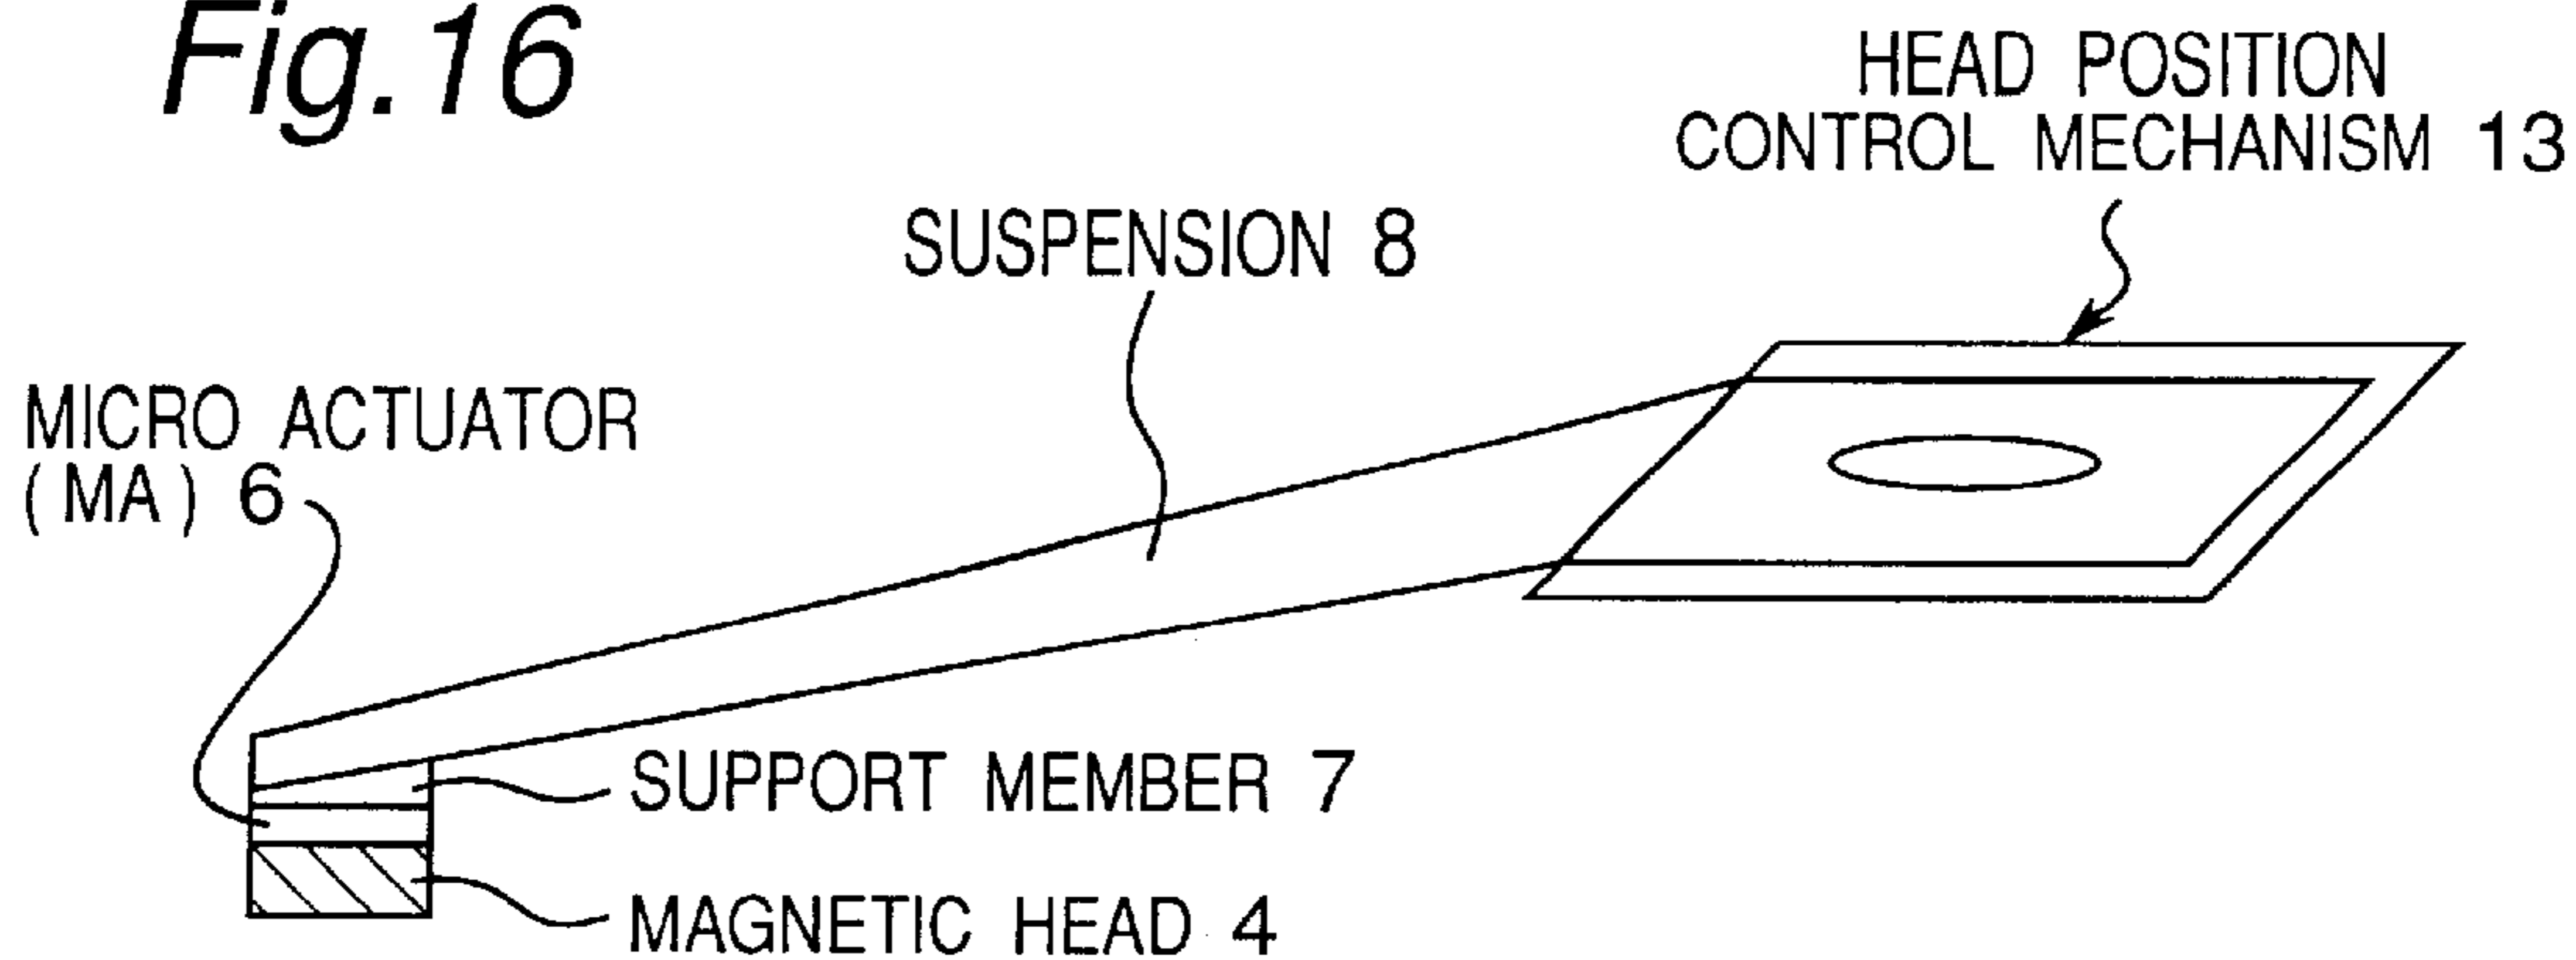 Fig.16
HEAD POSITION
CONTROL MECHANISM 13
SUSPENSION 8
MICRO ACTUATOR
(MA) 6
SUPPORT MEMBER 7
MAGNETIC HEAD 4